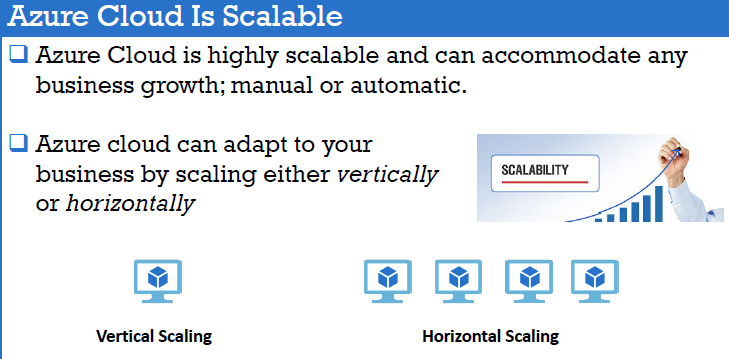 Azure Cloud Is Scalable
Azure Cloud is highly scalable and can accommodate any
business growth; manual or automatic.
Azure cloud can adapt to your
business by scaling either vertically
or horizontally
SCALABILITY
Vertical Scaling
Horizontal Scaling